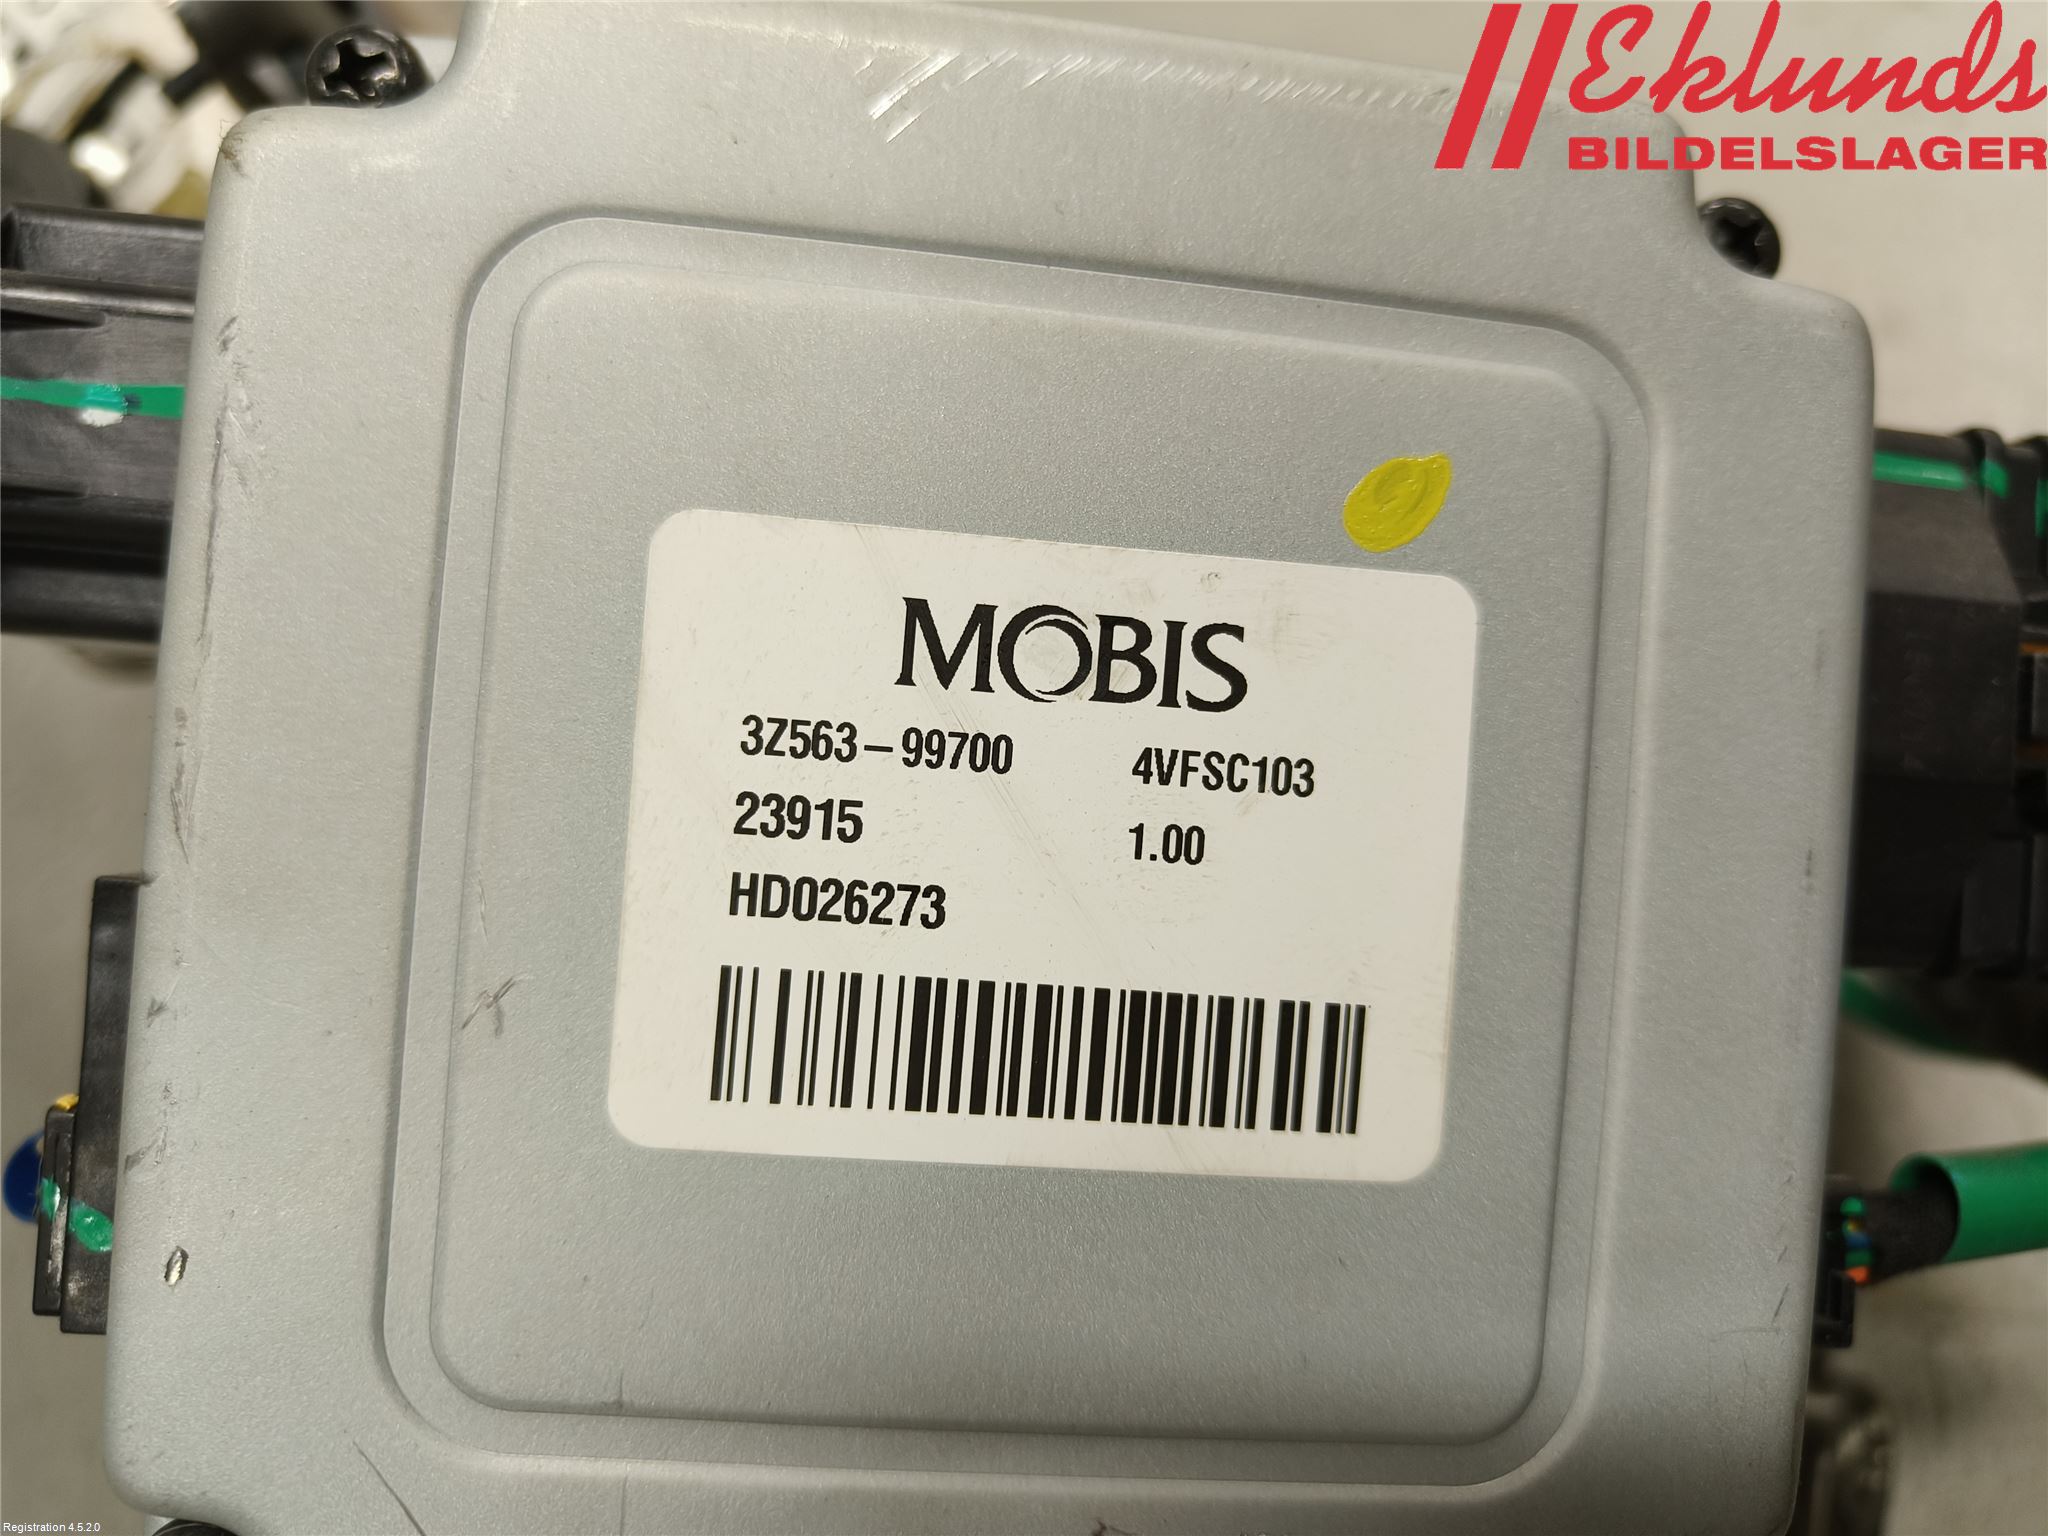 Eklunds
BILDELSLAGER
MOBIS
3Z563-99700 4VFSC103
23915 1.00
HD026273
Registration 4.5.2.0